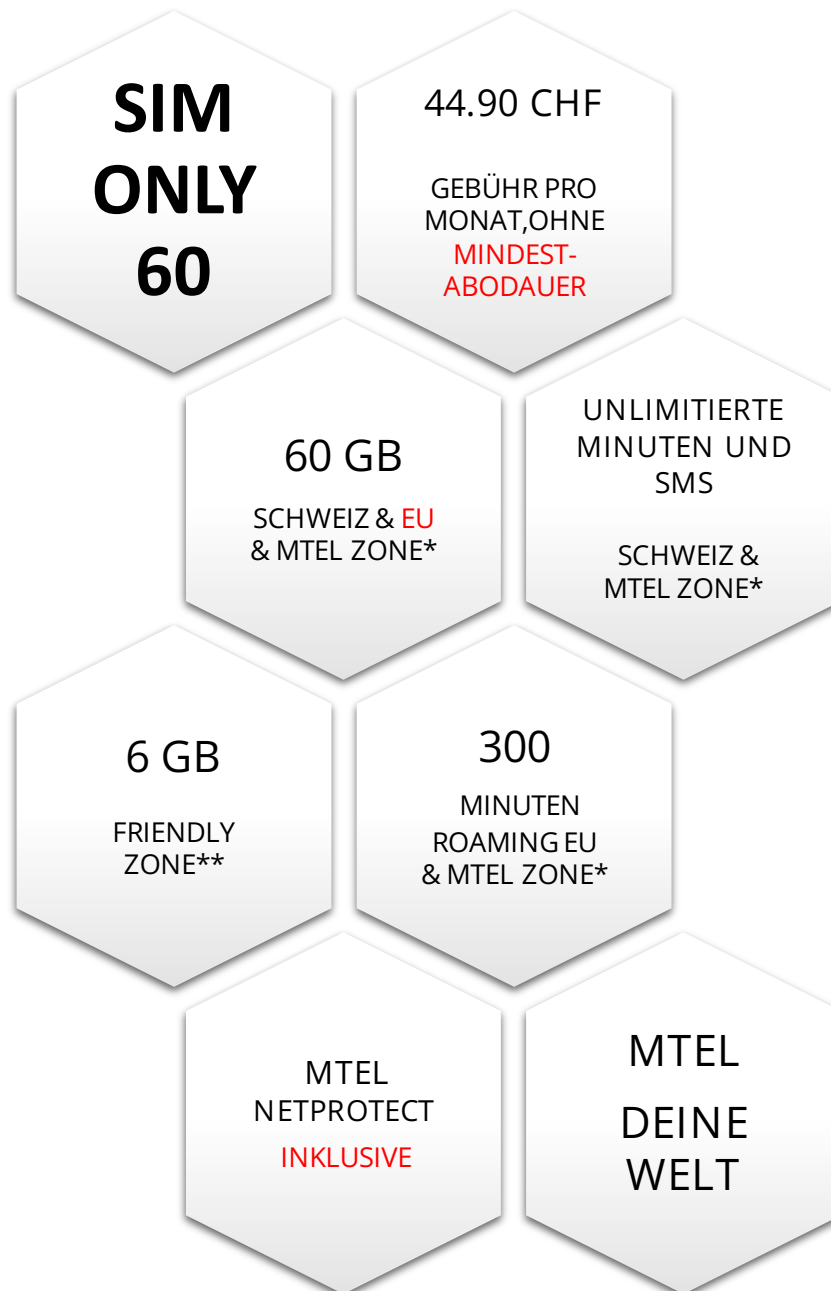 SIM
ONLY
60
44.90 CHF
GEBÜHR PRO
MONAT,OHNE
MINDEST-
ABODAUER
60 GB
SCHWEIZ & EU
& MTEL ZONE*
UNLIMITIERTE
MINUTEN UND
SMS
SCHWEIZ &
MTEL ZONE*
6 GB
FRIENDLY
ZONE**
300
MINUTEN
ROAMING EU
& MTEL ZONE*
MTEL
NETPROTECT
INKLUSIVE
MTEL
DEINE
WELT